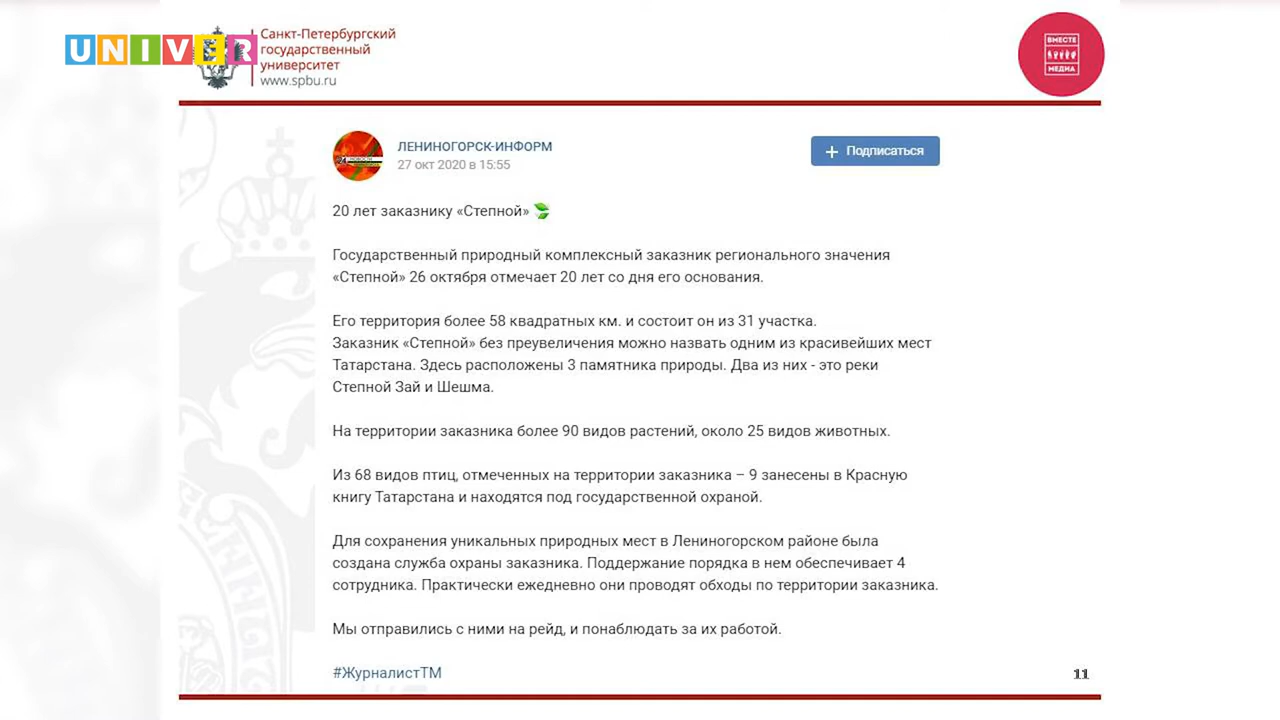 UNIVER
Санкт-Петербургский
государственный
университет
www.spbu.ru
ВМЕСТЕ
МЕДИА
ЛЕНИНОГОРСК-ИНФОРМ
27 окт 2020 в 15:55
+ Подписаться
24 НОВОСТИ
20 лет заказнику «Степной»
Государственный природный комплексный заказник регионального значения
«Степной» 26 октября отмечает 20 лет со дня его основания.
Его территория более 58 квадратных км. и состоит он из 31 участка.
Заказник «Степной» без преувеличения можно назвать одним из красивейших мест
Татарстана. Здесь расположены 3 памятника природы. Два из них - это реки
Степной Зай и Шешма.
На территории заказника более 90 видов растений, около 25 видов животных.
Из 68 видов птиц, отмеченных на территории заказника – 9 занесены в Красную
книгу Татарстана и находятся под государственной охраной.
Для сохранения уникальных природных мест в Лениногорском районе была
создана служба охраны заказника. Поддержание порядка в нем обеспечивает 4
сотрудника. Практически ежедневно они проводят обходы по территории заказника.
Мы отправились с ними на рейд, и понаблюдать за их работой.
#ЖурналистТМ
11